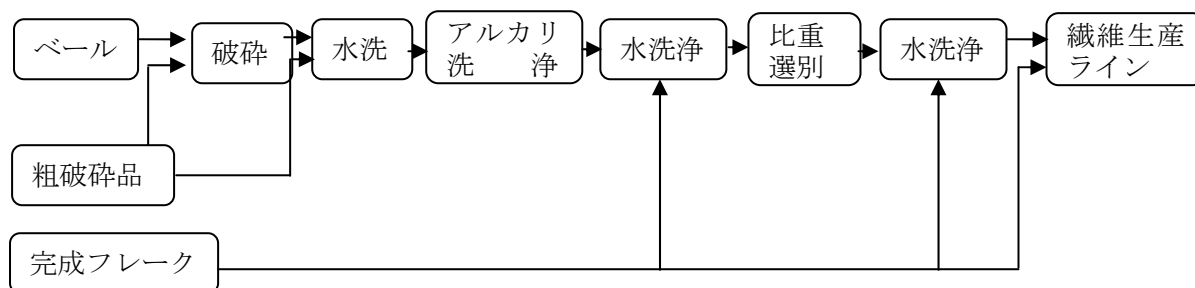 ベール
破砕
水洗
アルカリ
洗 浄
水洗浄
比重
選別
水洗浄
繊維生産
ライン
粗破砕品
完成フレーク